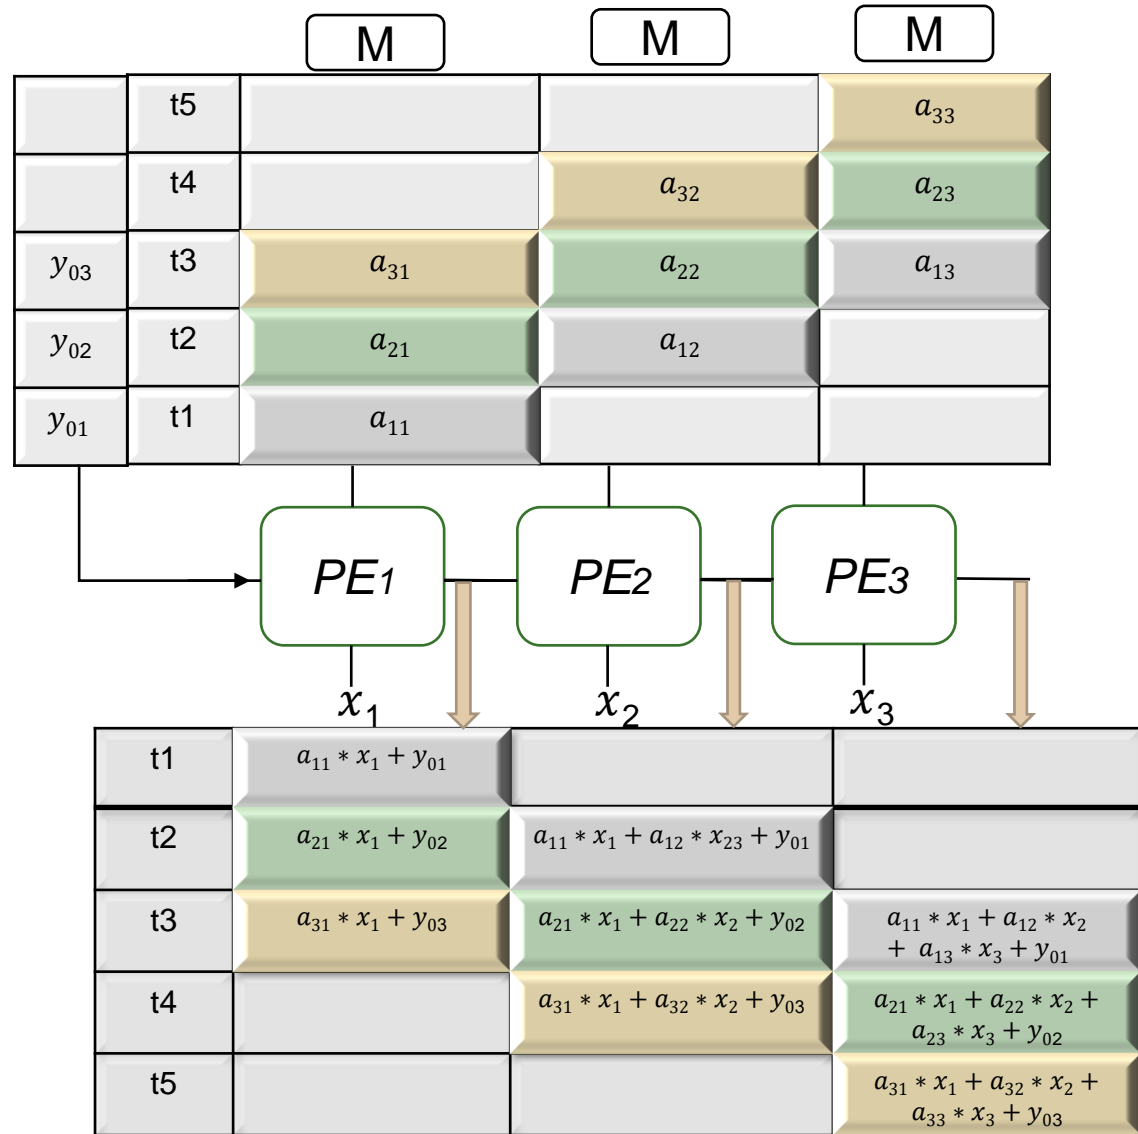 M M M
t5 a₃₃
t4 a₃₂ a₂₃
y₀₃ t3 a₃₁ a₂₂ a₁₃
y₀₂ t2 a₂₁ a₁₂
y₀₁ t1 a₁₁
PE1 PE2 PE3
x₁ x₂ x₃
t1 a₁₁ * x₁ + y₀₁
t2 a₂₁ * x₁ + y₀₂ a₁₁ * x₁ + a₁₂ * x₂₃ + y₀₁
t3 a₃₁ * x₁ + y₀₃ a₂₁ * x₁ + a₂₂ * x₂ + y₀₂ a₁₁ * x₁ + a₁₂ * x₂
+ a₁₃ * x₃ + y₀₁
t4 a₃₁ * x₁ + a₃₂ * x₂ + y₀₃ a₂₁ * x₁ + a₂₂ * x₂ +
a₂₃ * x₃ + y₀₂
t5 a₃₁ * x₁ + a₃₂ * x₂ +
a₃₃ * x₃ + y₀₃